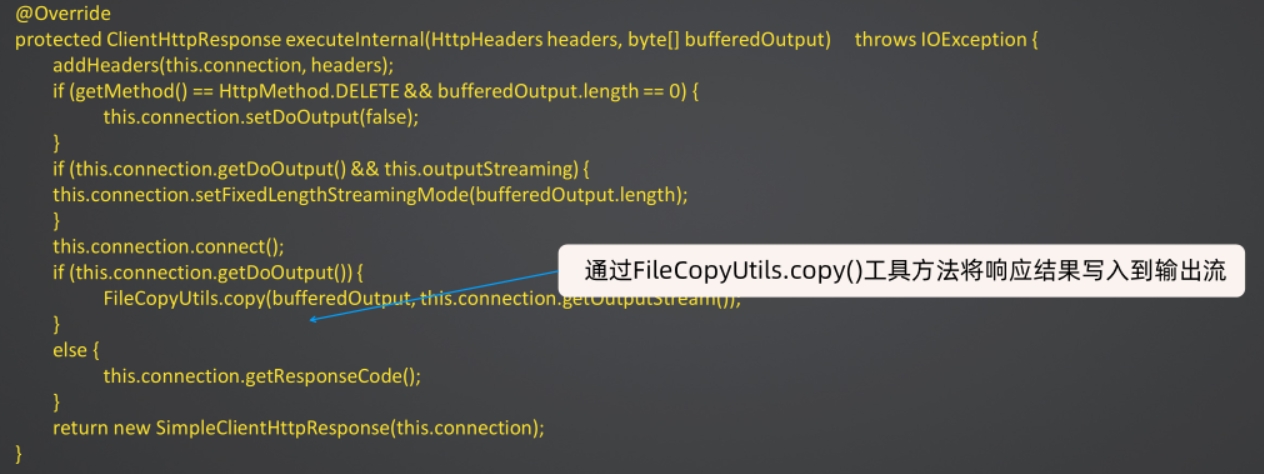 @Override
protected ClientHttpResponse executeInternal(HttpHeaders headers, byte[] bufferedOutput) throws IOException {
addHeaders(this.connection, headers);
if (getMethod() == HttpMethod.DELETE && bufferedOutput.length == 0) {
this.connection.setDoOutput(false);
}
if (this.connection.getDoOutput() && this.outputStreaming) {
this.connection.setFixedLengthStreamingMode(bufferedOutput.length);
}
this.connection.connect();
if (this.connection.getDoOutput()) {
通过FileCopyUtils.copy()工具方法将响应结果写入到输出流
FileCopyUtils.copy(bufferedOutput, this.connection.getOutputStream());
}
else {
this.connection.getResponseCode();
}
return new SimpleClientHttpResponse(this.connection);
}